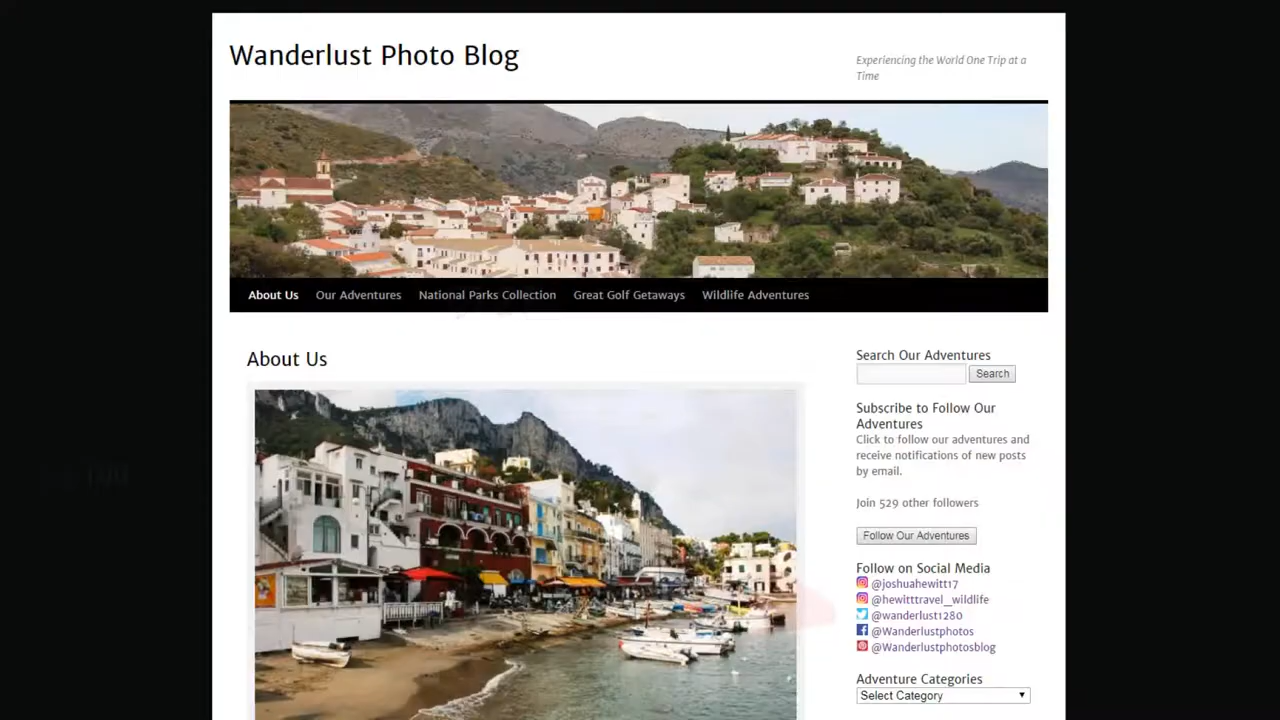 Wanderlust Photo Blog
Experiencing the World One Trip at a
Time
About Us Our Adventures National Parks Collection Great Golf Getaways Wildlife Adventures
About Us
Search Our Adventures
Search
Subscribe to Follow Our
Adventures
Click to follow our adventures and
receive notifications of new posts
by email.
Join 529 other followers
Follow Our Adventures
Follow on Social Media
@joshuahewitt17
@hewitttravel_wildlife
@wanderlust1280
@Wanderlustphotos
@Wanderlustphotosblog
Adventure Categories
Select Category